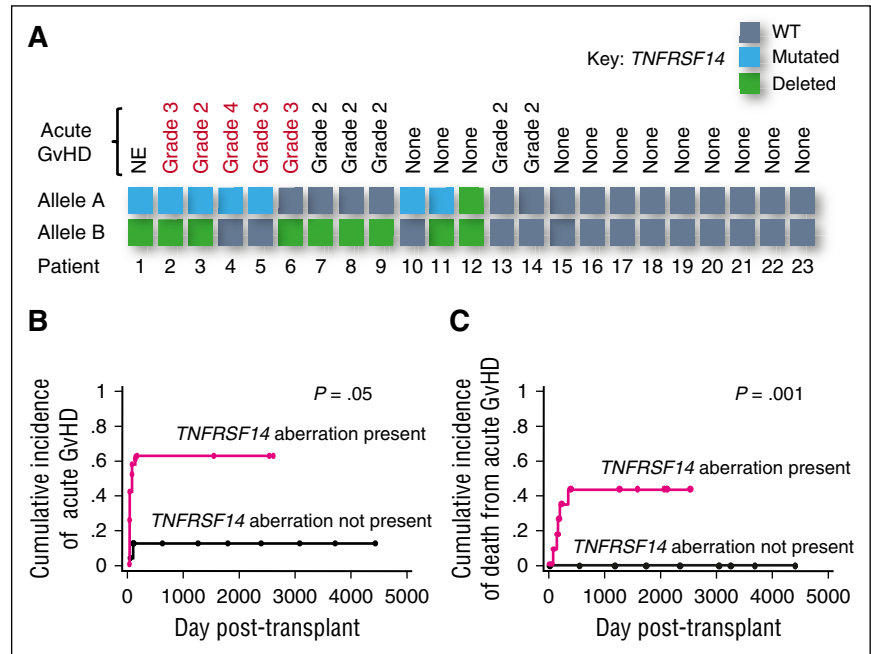 A
Key: TNFRSF14
WT
Mutated
Deleted
Acute
GvHD
NE
Grade 3
Grade 2
Grade 4
Grade 3
Grade 3
Grade 2
Grade 2
Grade 2
None
None
None
Grade 2
Grade 2
None
None
None
None
None
None
None
None
None
Allele A
Allele B
Patient 1 2 3 4 5 6 7 8 9 10 11 12 13 14 15 16 17 18 19 20 21 22 23
B
Cumulative incidence
of acute GvHD
1
.8
.6
.4
.2
0
P = .05
TNFRSF14 aberration present
TNFRSF14 aberration not present
0 1000 2000 3000 4000 5000
Day post-transplant
C
Cumulative incidence
of death from acute GvHD
1
.8
.6
.4
.2
0
P = .001
TNFRSF14 aberration present
TNFRSF14 aberration not present
0 1000 2000 3000 4000 5000
Day post-transplant